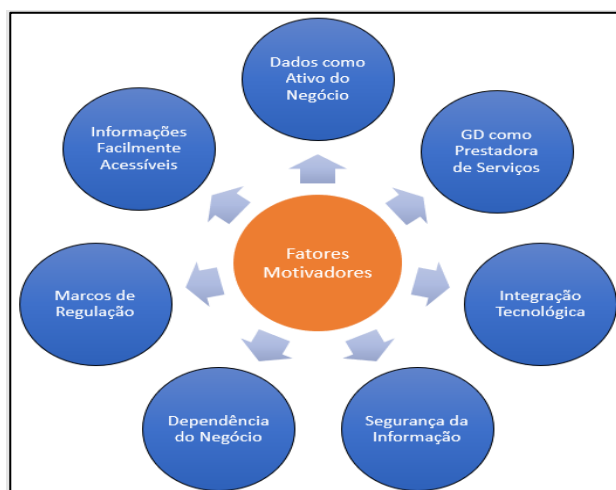 Dados como
Ativo do
Negócio
GD como
Prestadora
de Serviços
Integração
Tecnológica
Segurança da
Informação
Dependência
do Negócio
Marcos de
Regulação
Informações
Facilmente
Acessíveis
Fatores
Motivadores